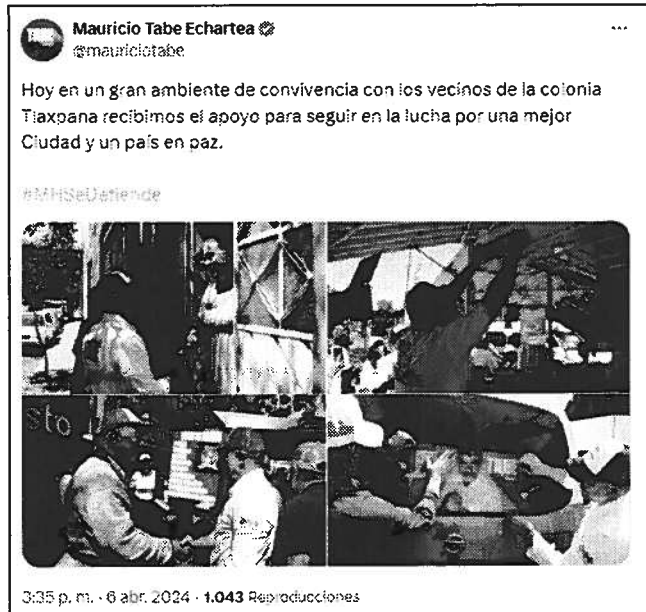 Mauricio Tabe Echartea
@mauriciotabe
Hoy en un gran ambiente de convivencia con los vecinos de la colonia
Tlaxpana recibimos el apoyo para seguir en la lucha por una mejor
Ciudad y un país en paz.
#MHSeDefiende
sto
3:35 p. m. · 6 abr. 2024 · 1.043 Reproducciones